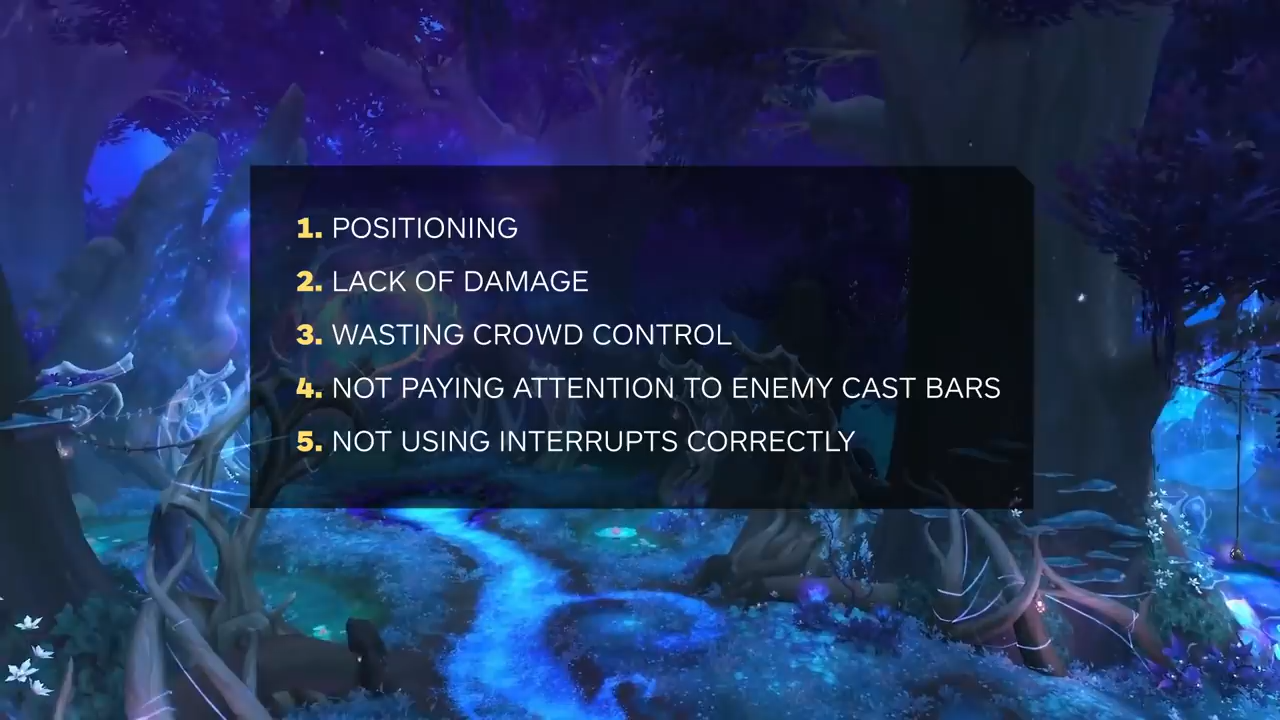 1. POSITIONING
2. LACK OF DAMAGE
3. WASTING CROWD CONTROL
4. NOT PAYING ATTENTION TO ENEMY CAST BARS
5. NOT USING INTERRUPTS CORRECTLY